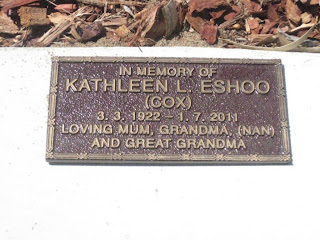 IN MEMORY OF
KATHLEEN L. ESHOO
(COX)
3. 3. 1922 – 1. 7. 2011
LOVING MUM, GRANDMA, (NAN)
AND GREAT GRANDMA